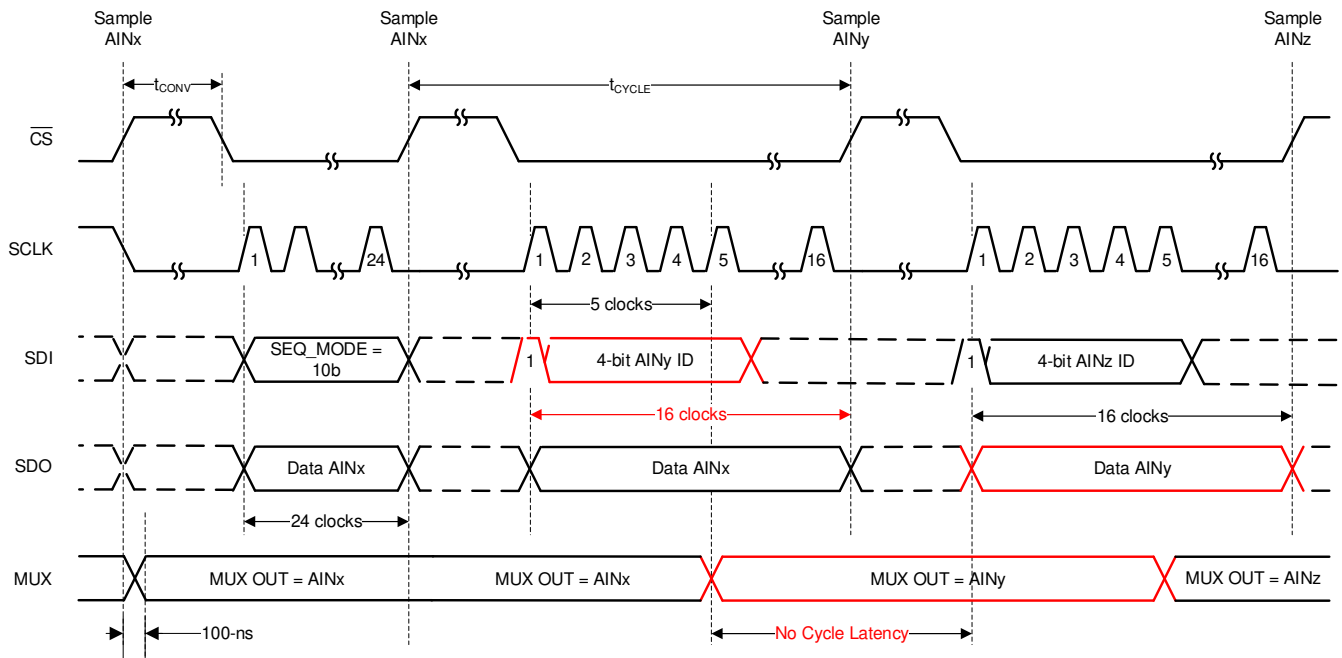 Sample
AINx
Sample
AINx
Sample
AINy
Sample
AINz
tCONV
tCYCLE
CS
SCLK
1
24
1
2
3
4
5
16
1
2
3
4
5
16
5 clocks
SDI
SEQ_MODE =
10b
1
4-bit AINy ID
1
4-bit AINz ID
16 clocks
16 clocks
SDO
Data AINx
Data AINx
Data AINy
24 clocks
MUX
MUX OUT = AINx
MUX OUT = AINx
MUX OUT = AINy
MUX OUT = AINz
100-ns
No Cycle Latency